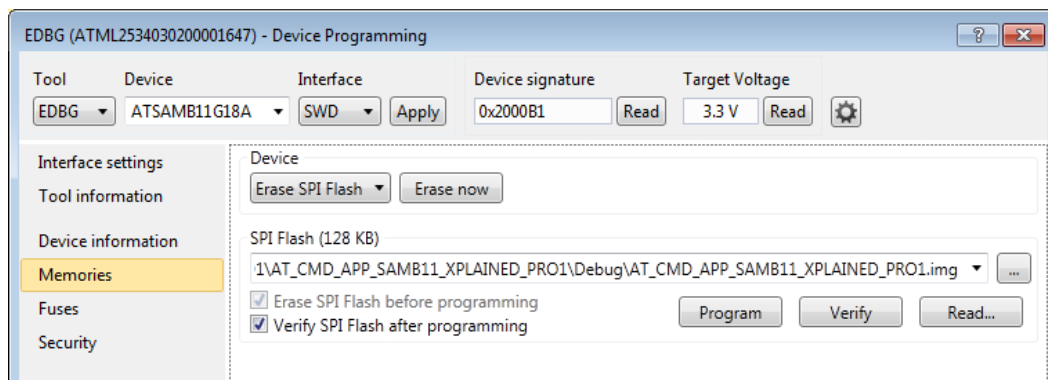 EDBG (ATML2534030200001647) - Device Programming
Tool Device Interface Device signature Target Voltage
EDBG ATSAMB11G18A SWD Apply 0x2000B1 Read 3.3 V Read
Interface settings
Tool information
Device information
Memories
Fuses
Security
Device
Erase SPI Flash Erase now
SPI Flash (128 KB)
1\AT_CMD_APP_SAMB11_XPLAINED_PRO1\Debug\AT_CMD_APP_SAMB11_XPLAINED_PRO1.img ...
Erase SPI Flash before programming
Verify SPI Flash after programming
Program Verify Read...